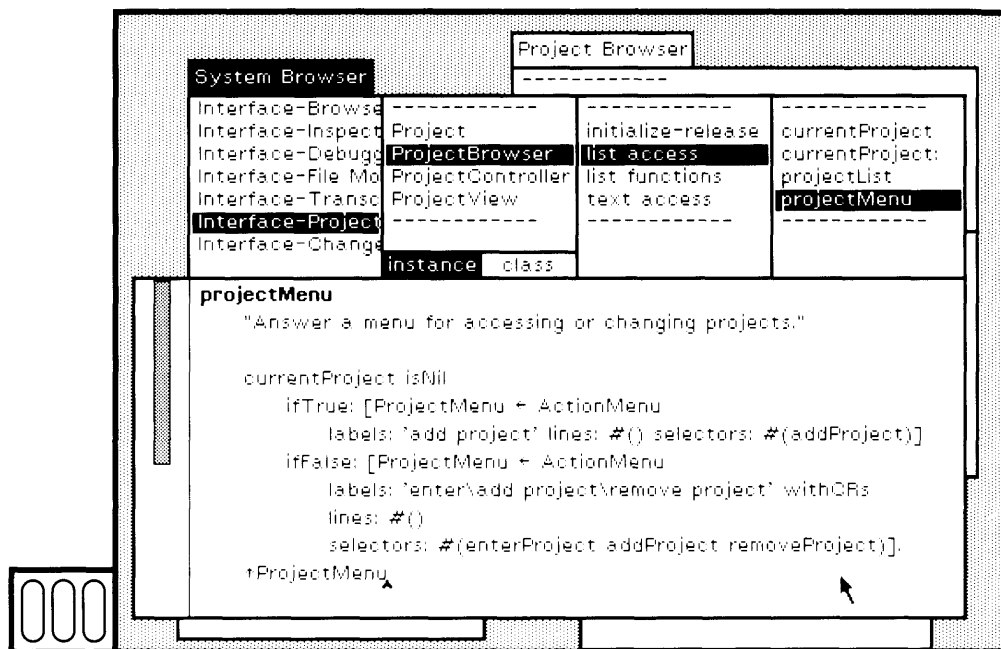 Project Browser
System Browser
------------
Interface-Browse
Interface-Inspect
Interface-Debugg
Interface-File Mo
Interface-Transc
Interface-Project
Interface-Change
------------
Project
ProjectBrowser
ProjectController
ProjectView
------------
instance class
------------
initialize-release
list access
list functions
text access
------------
------------
currentProject
currentProject:
projectList
projectMenu
------------
projectMenu
"Answer a menu for accessing or changing projects."
currentProject isNil
ifTrue: [ProjectMenu ← ActionMenu
labels: 'add project' lines: #() selectors: #(addProject)]
ifFalse: [ProjectMenu ← ActionMenu
labels: 'enter\add project\remove project' withCRs
lines: #()
selectors: #(enterProject addProject removeProject)].
↑ProjectMenu